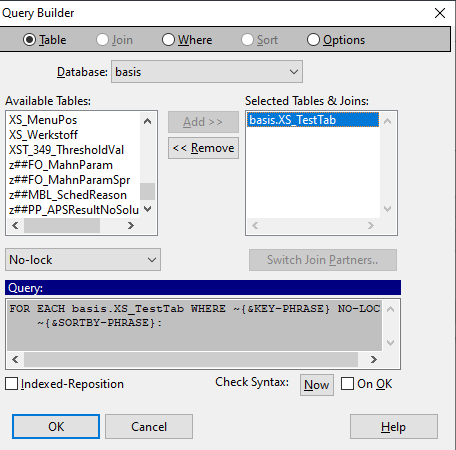 Query Builder
Table Join Where Sort Options
Database: basis
Available Tables: Selected Tables & Joins:
XS_MenuPos
XS_Werkstoff
XST_349_ThresholdVal
z##FO_MahnParam
z##FO_MahnParamSpr
z##MBL_SchedReason
z##PP_APSResultNoSolu
Add >>
<< Remove
basis.XS_TestTab
No-lock
Switch Join Partners..
Query:
FOR EACH basis.XS_TestTab WHERE ~{&KEY-PHRASE} NO-LOC
~{&SORTBY-PHRASE}:
Indexed-Reposition Check Syntax: Now On OK
OK Cancel Help